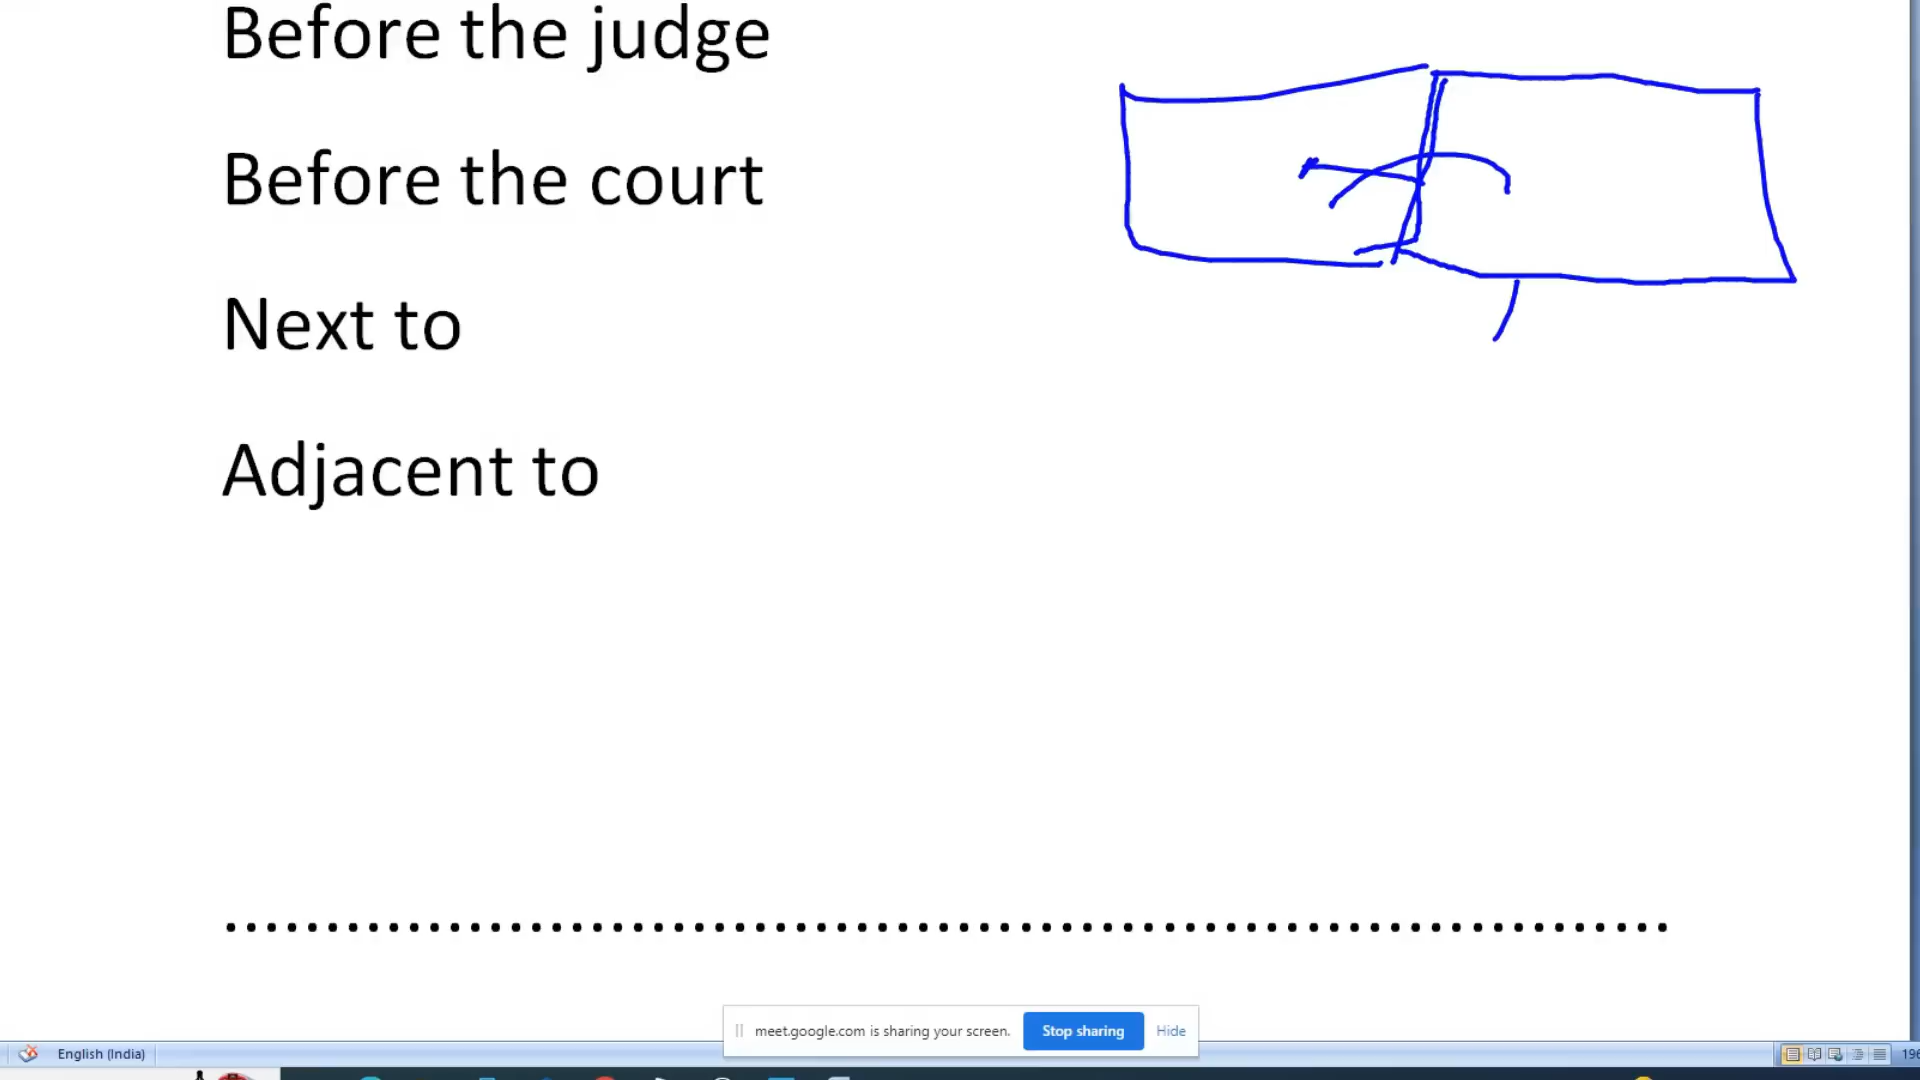 Before the judge
Before the court
Next to
Adjacent to
......................................................................
meet.google.com is sharing your screen.
Stop sharing
Hide
English (India)
196